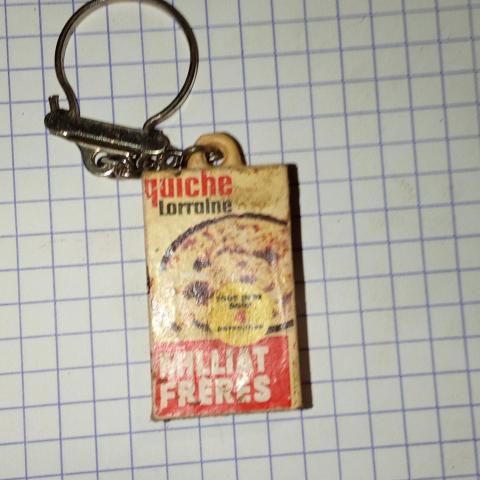 quiche
Lorraine
MILLIAT
FRERES